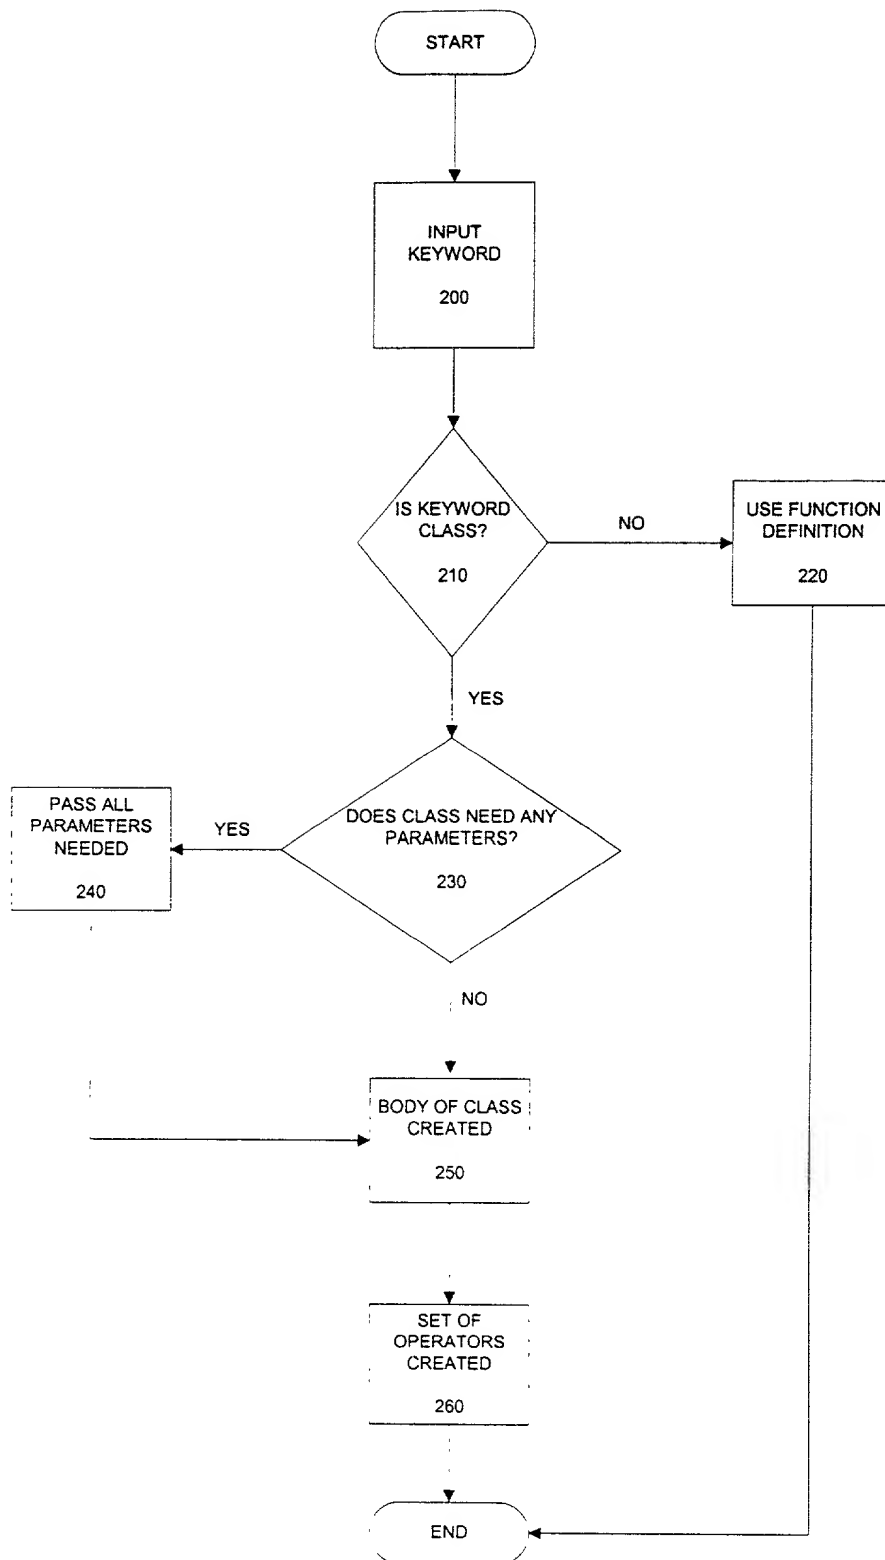 START
INPUT
KEYWORD
200
IS KEYWORD
CLASS?
210
NO
USE FUNCTION
DEFINITION
220
YES
DOES CLASS NEED ANY
PARAMETERS?
230
YES
PASS ALL
PARAMETERS
NEEDED
240
NO
BODY OF CLASS
CREATED
250
SET OF
OPERATORS
CREATED
260
END